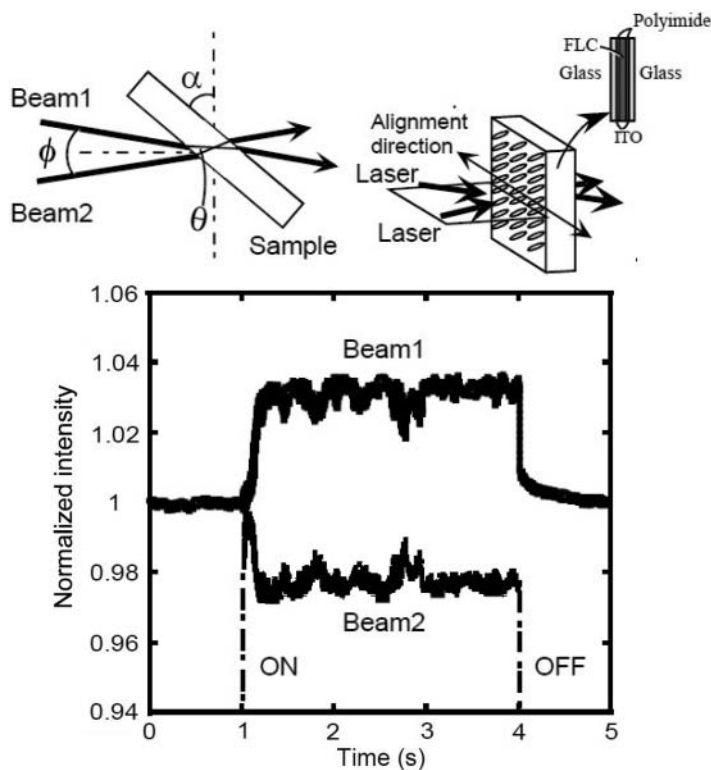 Polyimide
FLC
Glass Glass
ITO
α
Beam1
ϕ
Beam2
θ
Sample
Alignment
direction
Laser
Laser
1.06
1.04
1.02
1
0.98
0.96
0.94
Normalized intensity
Beam1
Beam2
ON
OFF
0 1 2 3 4 5
Time (s)